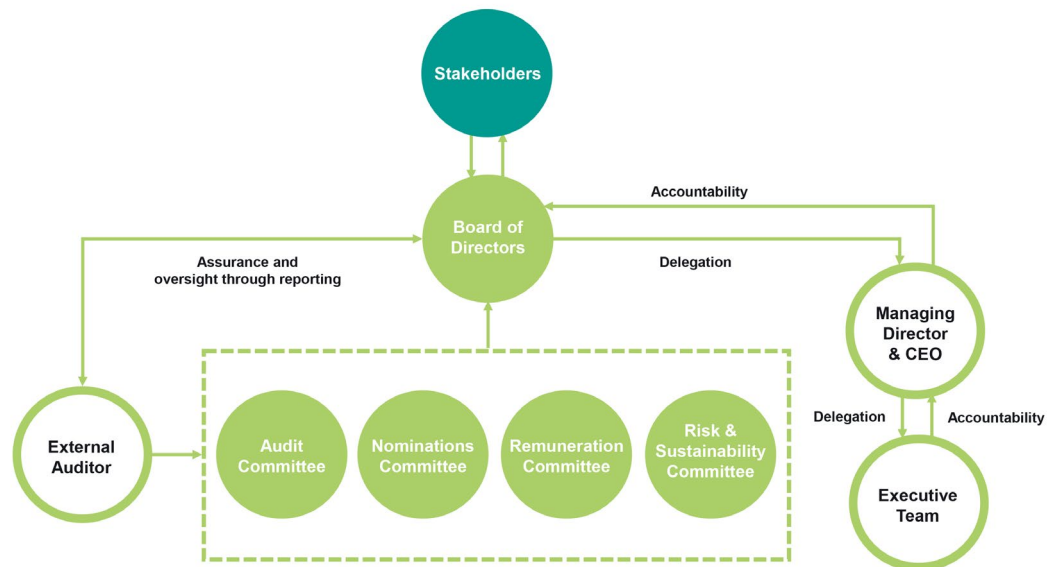 Stakeholders
Accountability
Board of
Directors
Assurance and
oversight through reporting
Delegation
Managing
Director
& CEO
Delegation
Accountability
External
Auditor
Audit
Committee
Nominations
Committee
Remuneration
Committee
Risk &
Sustainability
Committee
Executive
Team